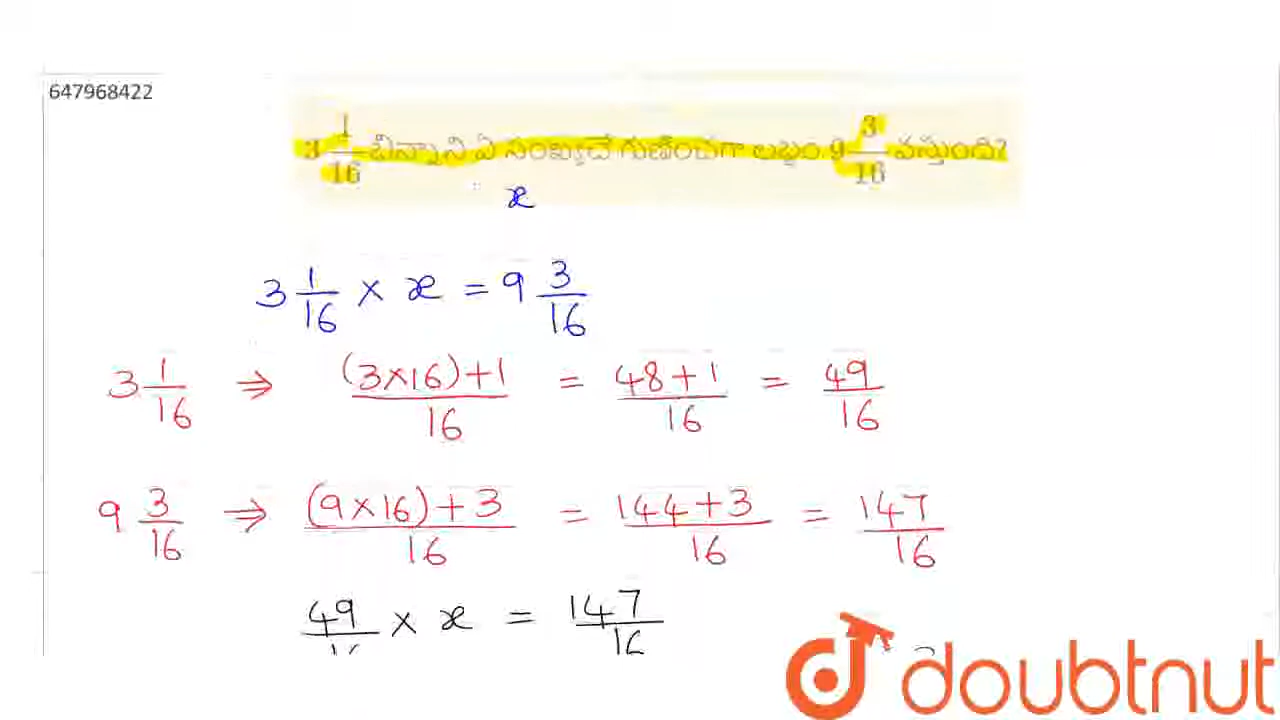 647968422
3 1/16 భిన్నాని ఏ సంఖ్యచే గుణించగా లబ్దం 9 3/16 వస్తుంది?
x
3 1/16 × x = 9 3/16
3 1/16 ⇒ (3×16)+1/16 = 48+1/16 = 49/16
9 3/16 ⇒ (9×16)+3/16 = 144+3/16 = 147/16
49/16 × x = 147/16
doubtnut